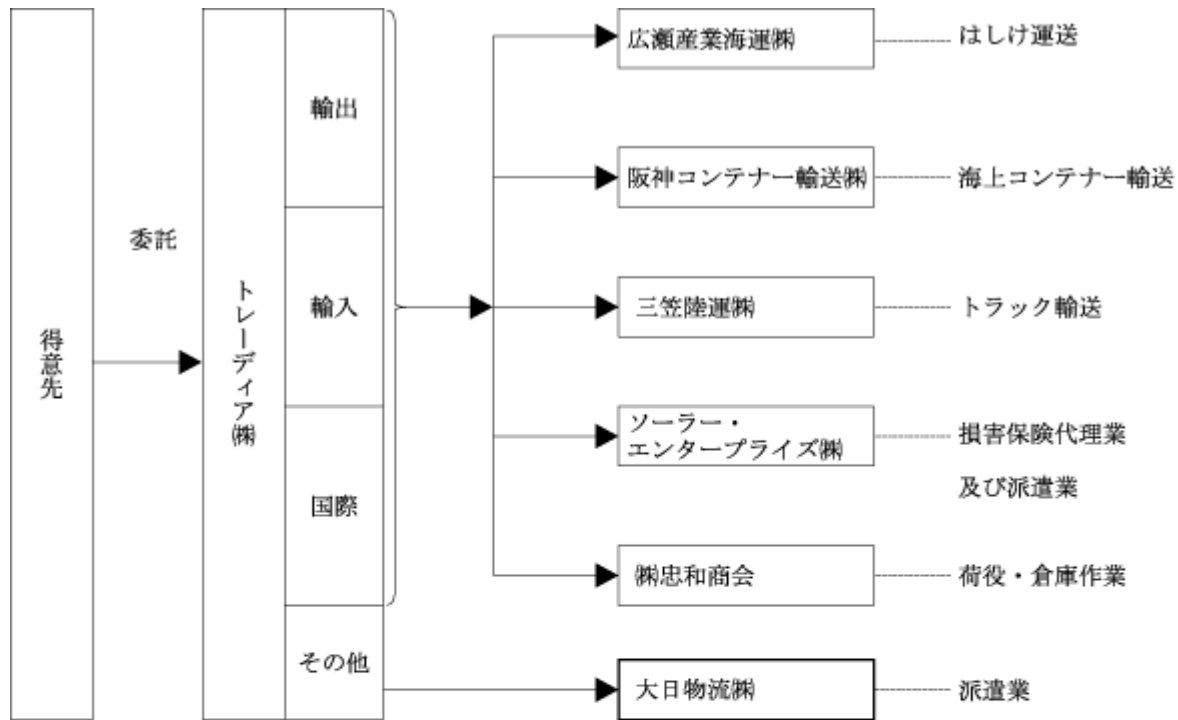 得意先
委託
トレーディア㈱
輸出
輸入
国際
その他
広瀬産業海運㈱
はしけ運送
阪神コンテナー輸送㈱
海上コンテナー輸送
三笠陸運㈱
トラック輸送
ソーラー・
エンタープライズ㈱
損害保険代理業
及び派遣業
㈱忠和商会
荷役・倉庫作業
大日物流㈱
派遣業